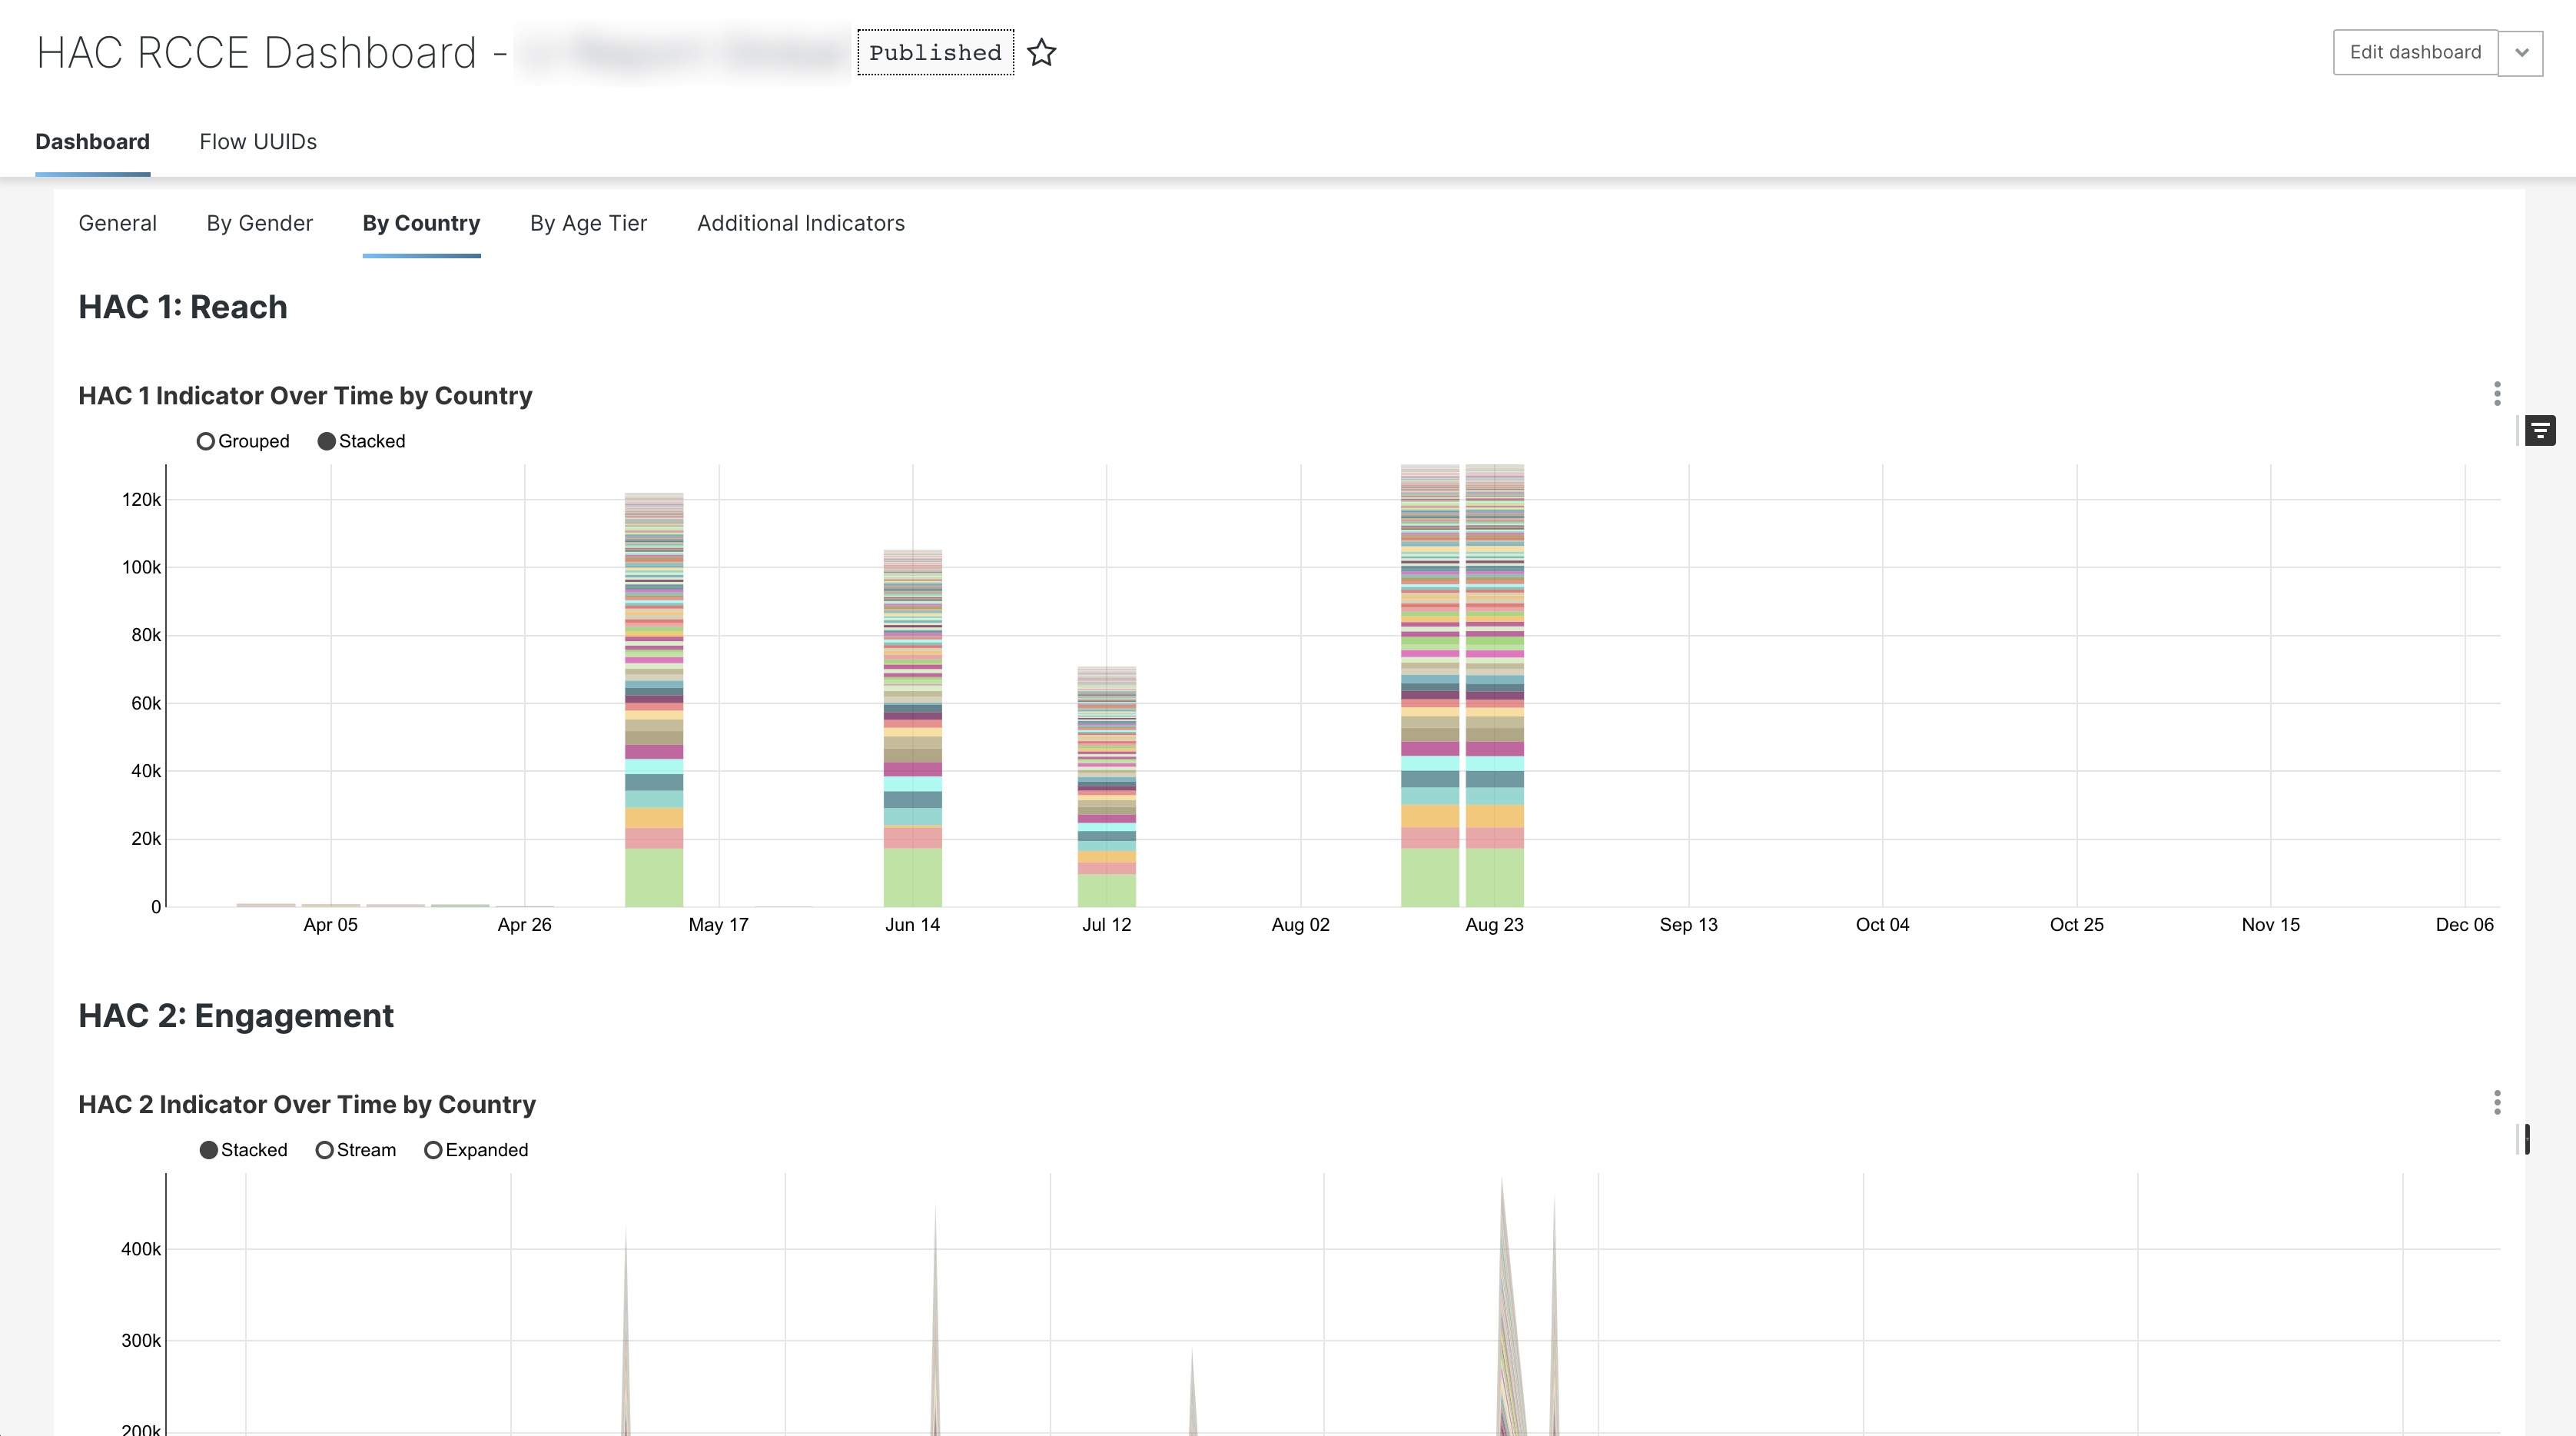 HAC RCCE Dashboard - Published
Edit dashboard
Dashboard Flow UUIDs
General By Gender By Country By Age Tier Additional Indicators
HAC 1: Reach
HAC 1 Indicator Over Time by Country
Grouped Stacked
120k
100k
80k
60k
40k
20k
0
Apr 05 Apr 26 May 17 Jun 14 Jul 12 Aug 02 Aug 23 Sep 13 Oct 04 Oct 25 Nov 15 Dec 06
HAC 2: Engagement
HAC 2 Indicator Over Time by Country
Stacked Stream Expanded
400k
300k
200k